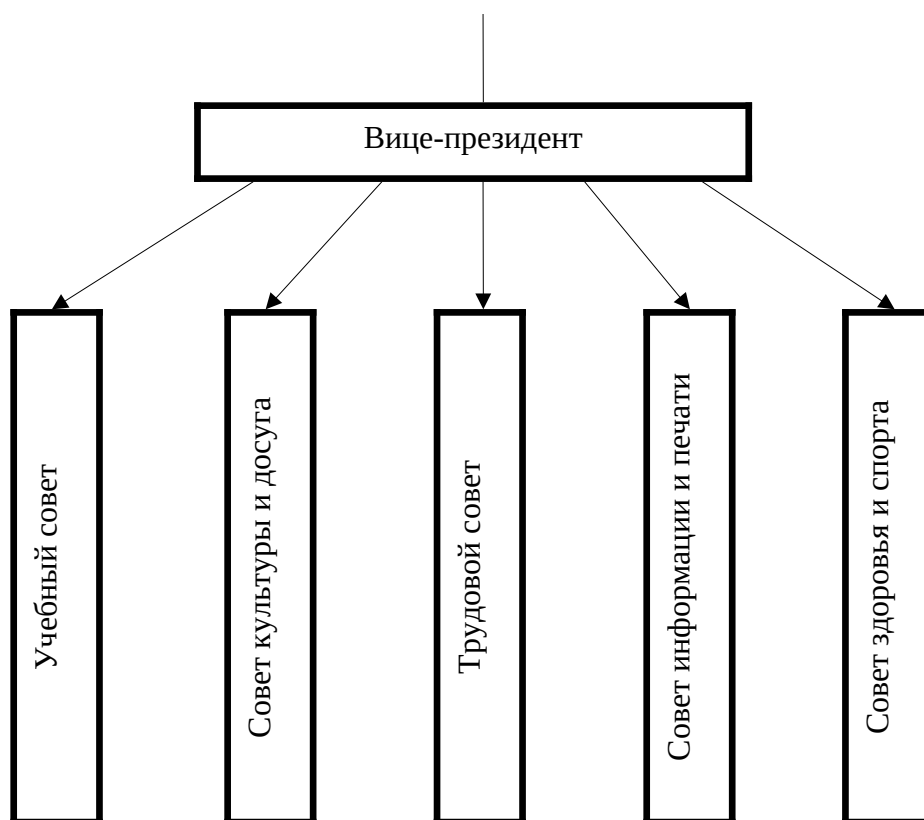 Вице-президент
Учебный совет
Совет культуры и досуга
Трудовой совет
Совет информации и печати
Совет здоровья и спорта